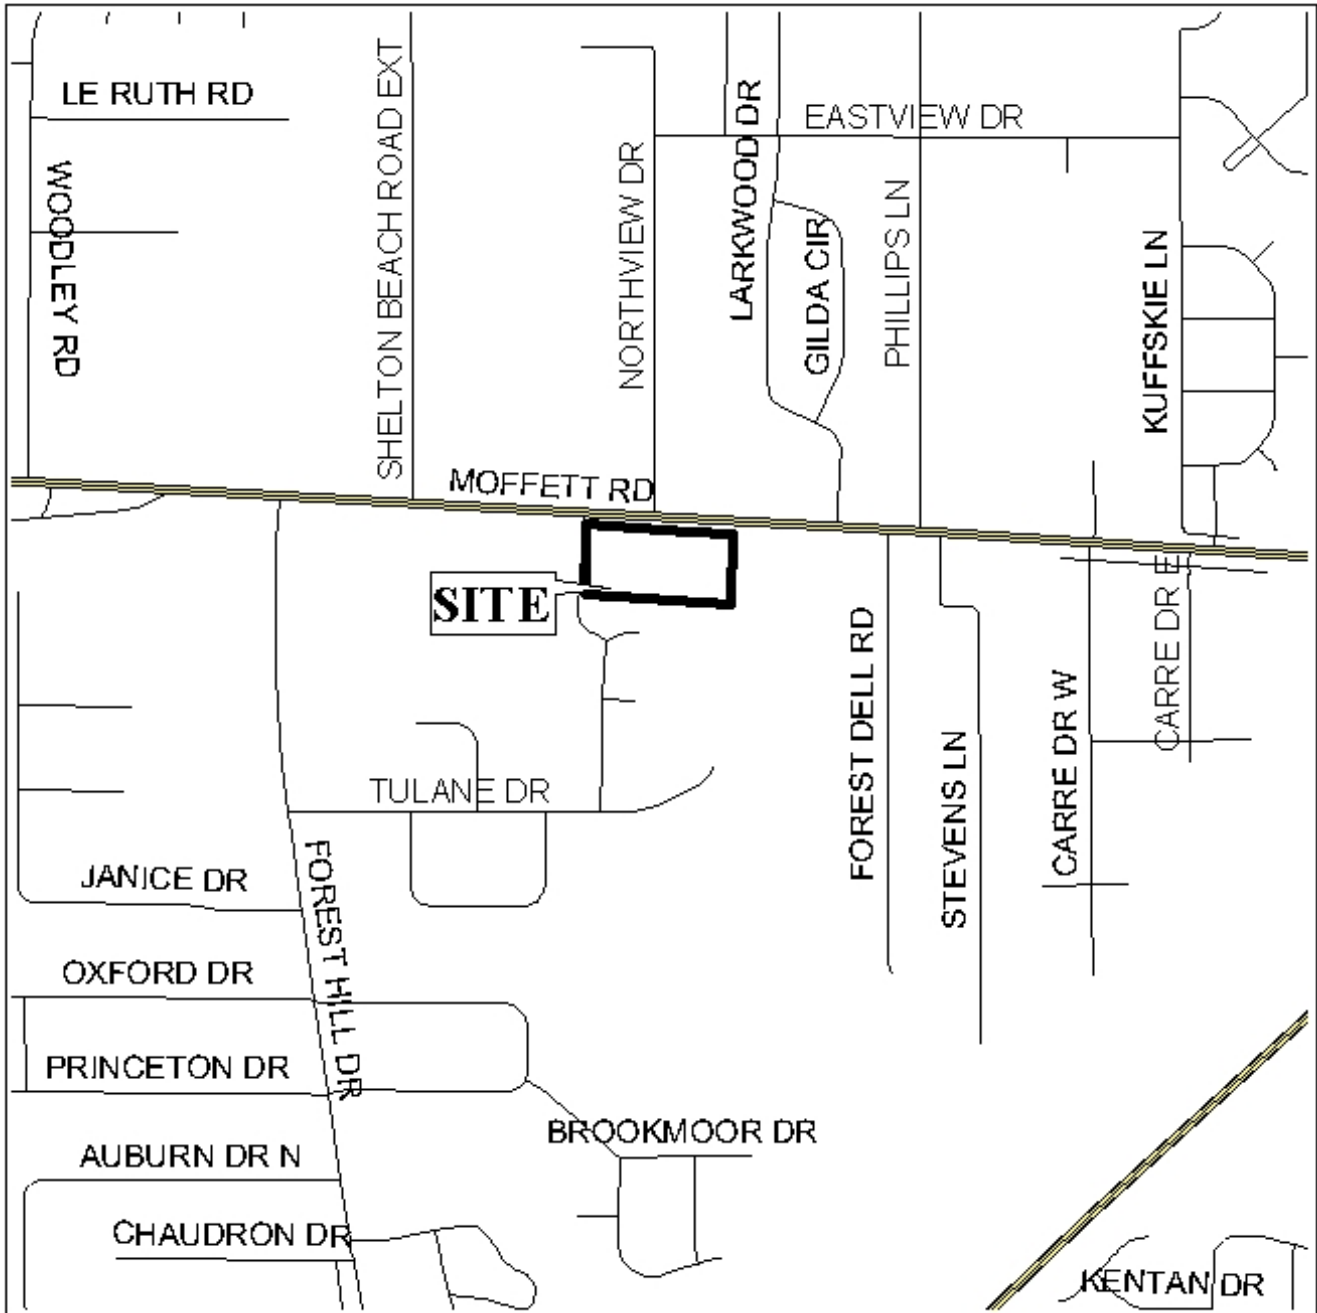 LE RUTH RD
WOODLEY RD
SHELTON BEACH ROAD EXT
NORTHVIEW DR
LARKWOOD DR
EASTVIEW DR
GILDA CIR
PHILLIPS LN
KUFFSKIE LN
MOFFETT RD
SITE
FOREST DELL RD
STEVENS LN
CARRE DR W
CARRE DR E
TULANE DR
JANICE DR
FOREST HILL DR
OXFORD DR
PRINCETON DR
BROOKMOOR DR
AUBURN DR N
CHAUDRON DR
KENTAN DR